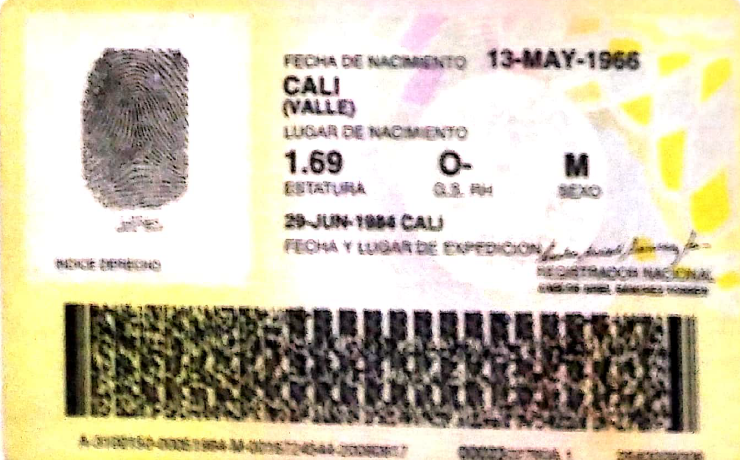 FECHA DE NACIMIENTO 13-MAY-1966
CALI
(VALLE)
LUGAR DE NACIMIENTO
1.69 O- M
ESTATURA G.S. RH SEXO
29-JUN-1984 CALI
FECHA Y LUGAR DE EXPEDICION
INDICE DERECHO
REGISTRADOR NACIONAL